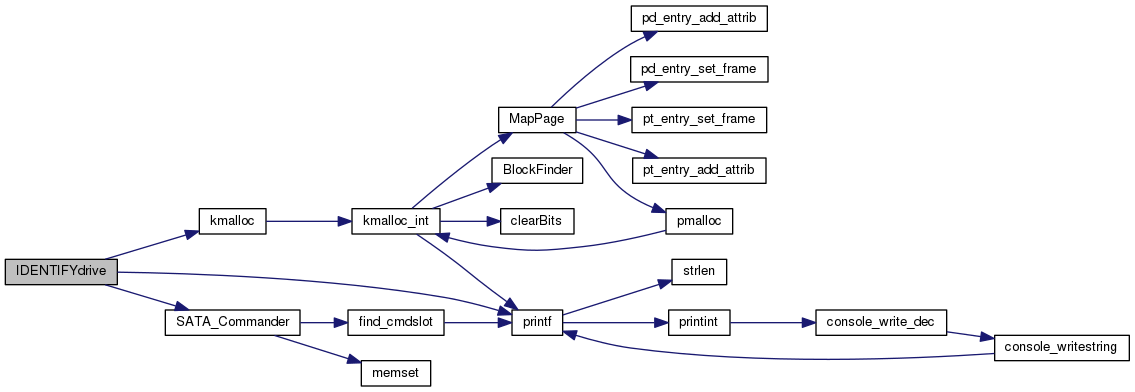 pd_entry_add_attrib
pd_entry_set_frame
MapPage
pt_entry_set_frame
BlockFinder
pt_entry_add_attrib
kmalloc
kmalloc_int
clearBits
pmalloc
IDENTIFYdrive
strlen
SATA_Commander
find_cmdslot
printf
printint
console_write_dec
console_writestring
memset